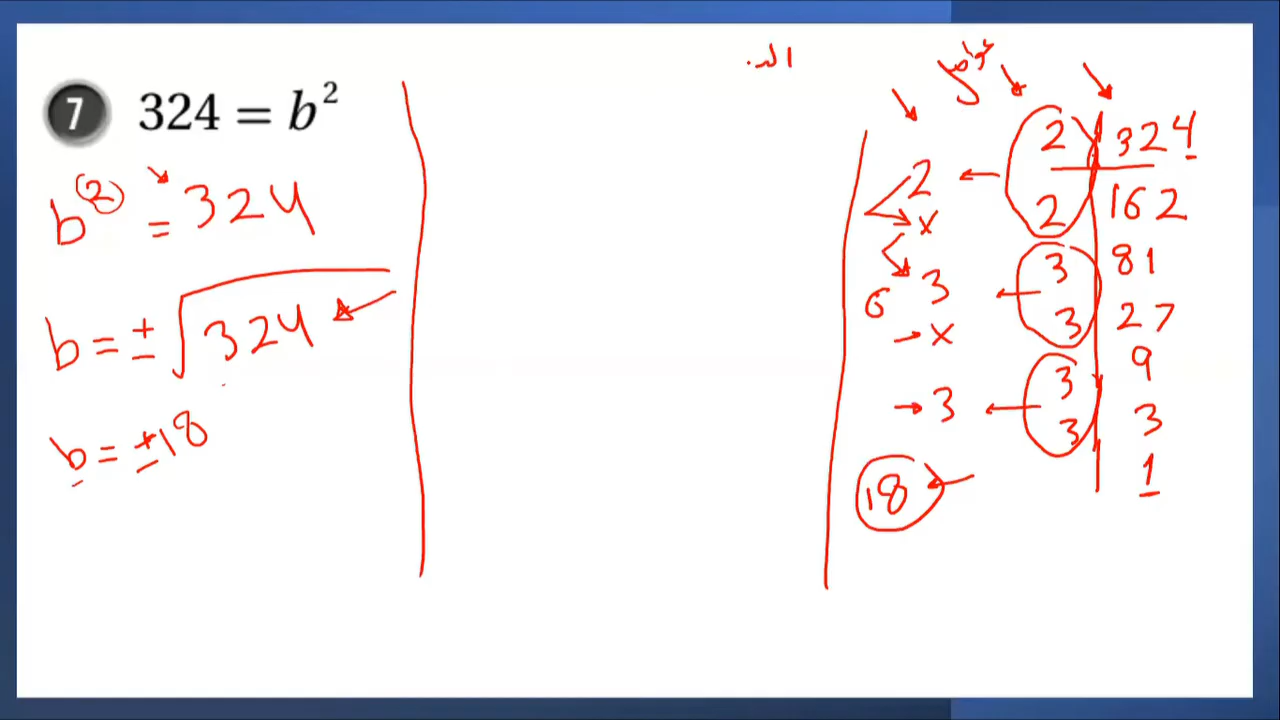 7 324 = b²
b² = 324
b = ± √324
b = ± 18
2 | 324
2 | 162
3 | 81
3 | 27
3 | 9
3 | 3
1
2
×
6 3
×
3
18